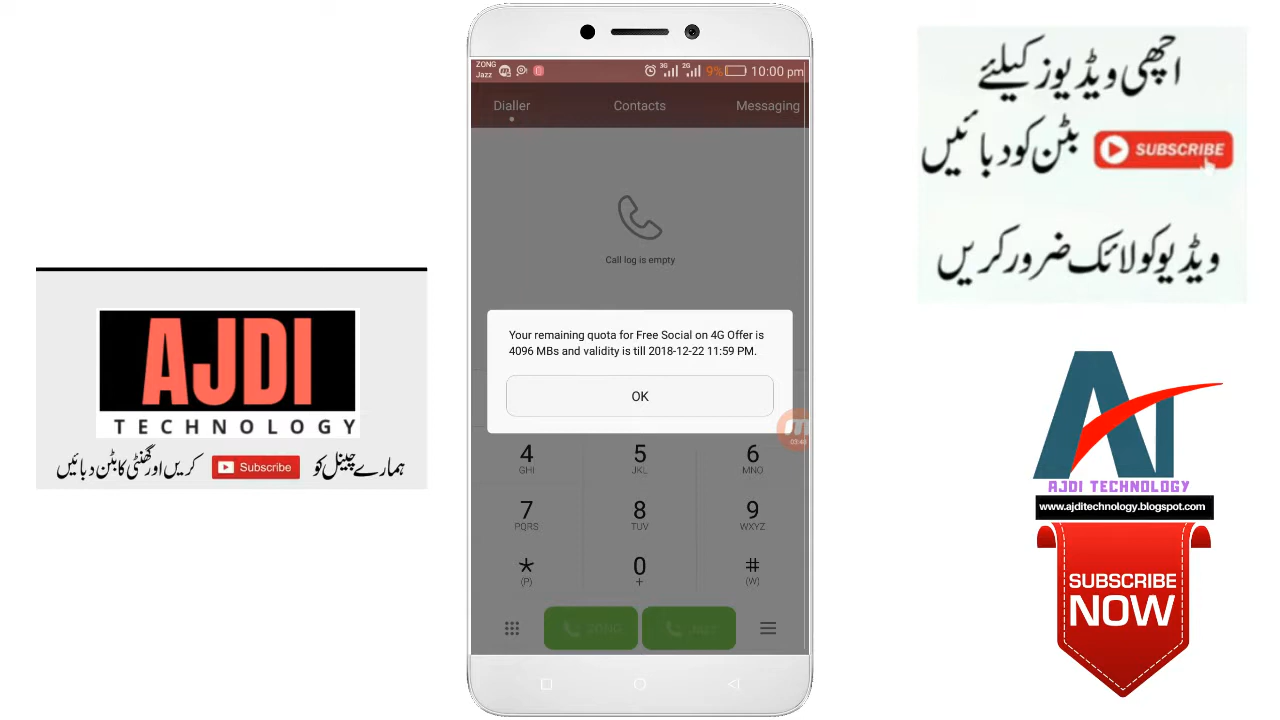 ZONG
Jazz
3G
2G
9%
10:00 pm
Dialler
Contacts
Messaging
Call log is empty
Your remaining quota for Free Social on 4G Offer is
4096 MBs and validity is till 2018-12-22 11:59 PM.
OK
03:40
4
GHI
5
JKL
6
MNO
7
PQRS
8
TUV
9
WXYZ
*
(P)
0
+
#
(W)
ZONG
Jazz
AJDI
TECHNOLOGY
ہمارے چینل کو Subscribe کریں اور گھنٹی کا بٹن دبائیں
اچھی ویڈیوز کیلئے
SUBSCRIBE بٹن کو دبائیں
ویڈیو کو لائک ضرور کریں
AJDI TECHNOLOGY
www.ajditechnology.blogspot.com
SUBSCRIBE
NOW